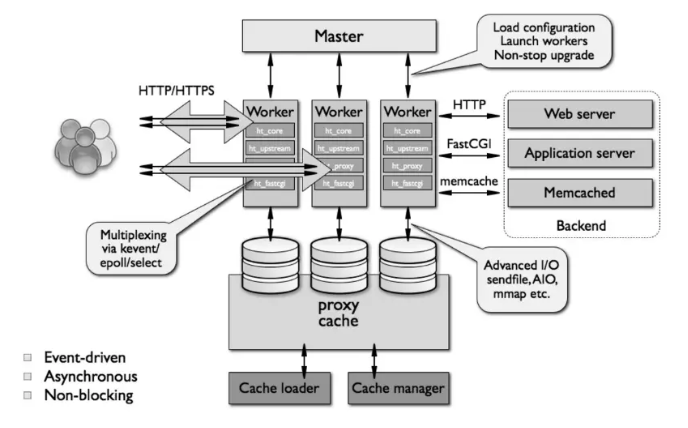 Master
Load configuration
Launch workers
Non-stop upgrade
HTTP/HTTPS
Worker
ht_core
ht_upstream
ht_fastcgi
Worker
ht_core
ht_upstream
ht_proxy
ht_fastcgi
Worker
ht_core
ht_upstream
ht_proxy
ht_fastcgi
HTTP
FastCGI
memcache
Web server
Application server
Memcached
Backend
Multiplexing
via kevent/
epoll/select
Advanced I/O
sendfile, AIO,
mmap etc.
proxy
cache
Cache loader
Cache manager
Event-driven
Asynchronous
Non-blocking